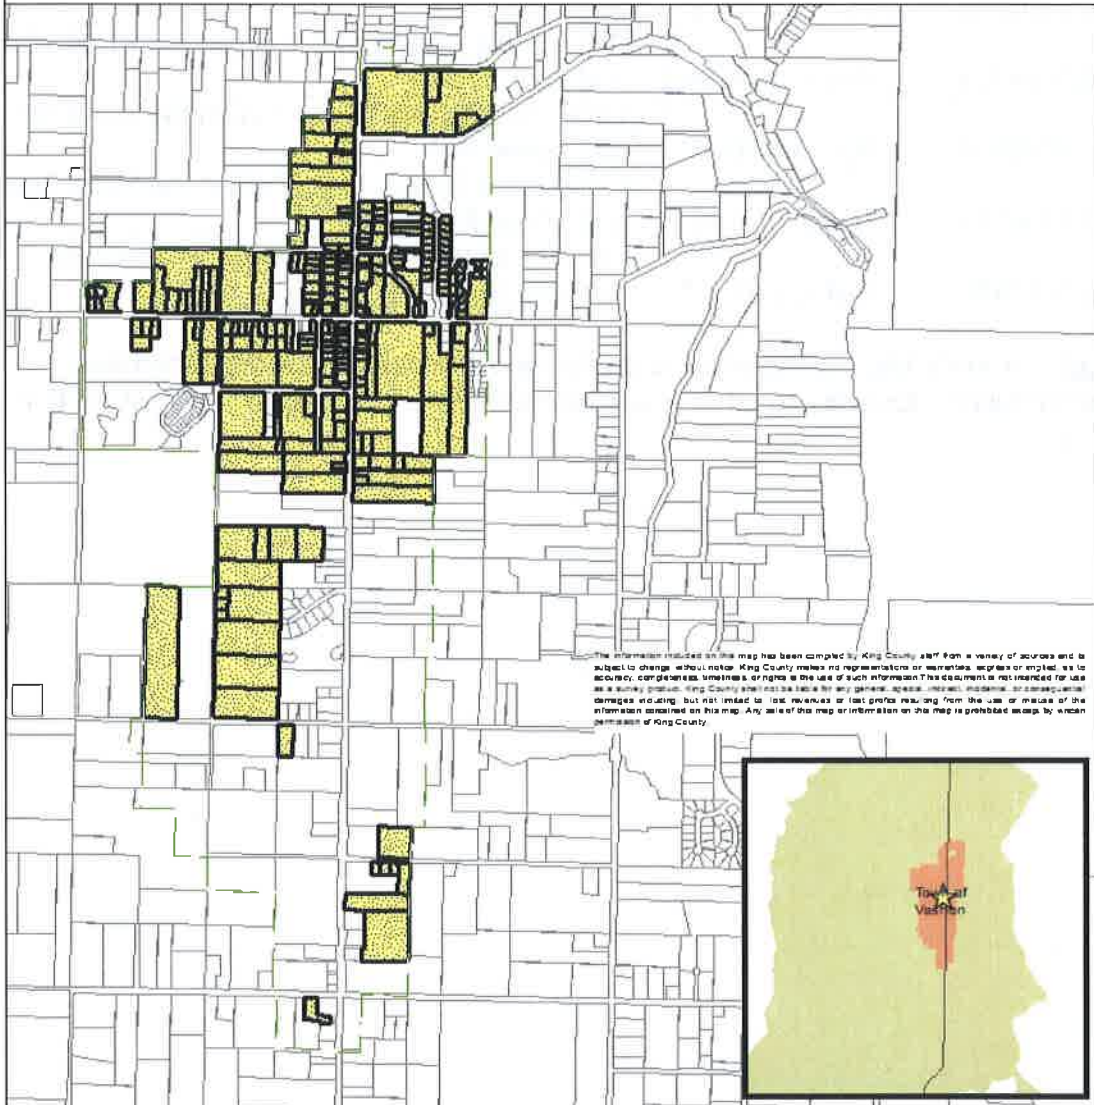 The information included on this map has been compiled by King County staff from a variety of sources and is
subject to change without notice. King County makes no representations or warranties, express or implied, as to
accuracy, completeness, timeliness, or rights to the use of such information. This document is not intended for use
as a survey product. King County shall not be liable for any general, special, indirect, incidental, or consequential
damages including, but not limited to, lost revenues or lost profits resulting from the use or misuse of the
information contained on this map. Any sale of this map or information on this map is prohibited except by written
permission of King County.
Town of
Vashon